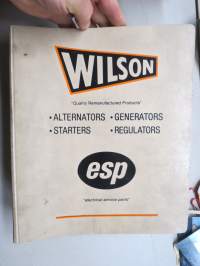 WILSON
"Quality Remanufactured Products"
• ALTERNATORS • GENERATORS
• STARTERS • REGULATORS
esp
"electrical service parts"